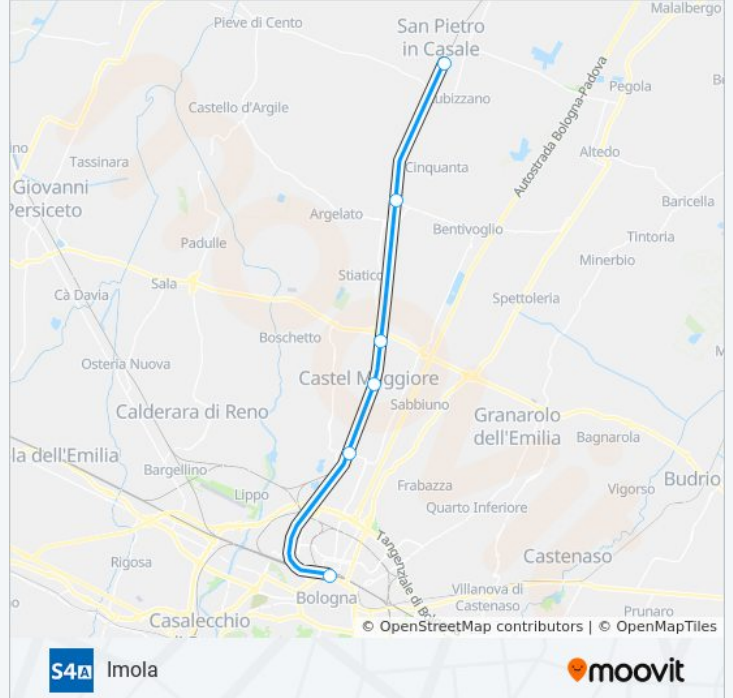 Malalbergo
Pieve di Cento
San Pietro
in Casale
Pegola
Castello d'Argile
Autostrada Bologna-Padova
Altedo
Tassinara
Cinquanta
Giovanni
Persiceto
Baricella
Argelato
Bentivoglio
Tintoria
Padulle
Minerbio
Stiatico
Sala
Cà Davia
Spettoleria
Boschetto
Osteria Nuova
Castel Maggiore
Sabbiuno
Calderara di Reno
Granarolo
dell'Emilia
Bagnarola
la dell'Emilia
Bargellino
Budrio
Lippo
Frabazza
Vigorso
Quarto Inferiore
Tangenziale di
Castenaso
Rigosa
Villanova di
Castenaso
Bologna
Prunaro
Casalecchio
© OpenStreetMap contributors | © OpenMapTiles
S4A Imola
moovit